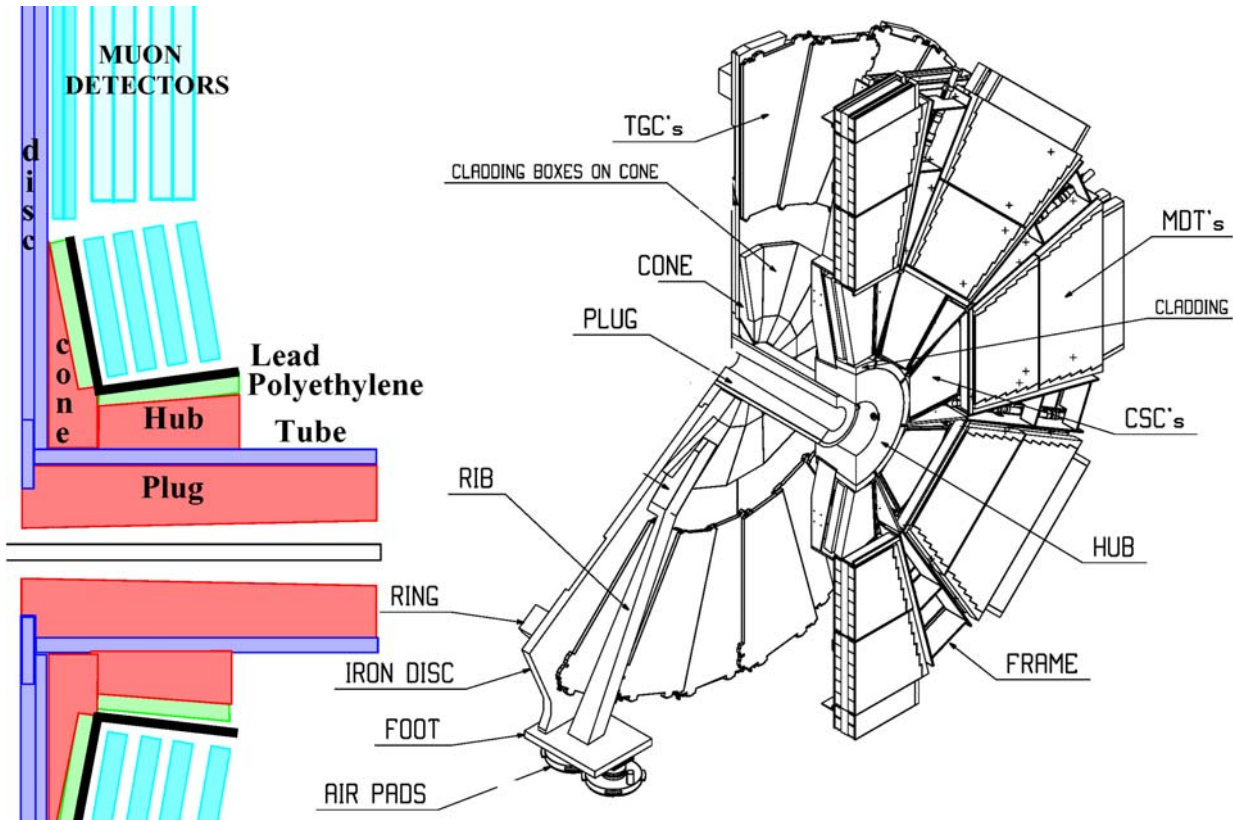 MUON
DETECTORS
disc
cone
Lead
Polyethylene
Hub
Tube
Plug
TGC's
CLADDING BOXES ON CONE
CONE
PLUG
MDT's
CLADDING
CSC's
RIB
HUB
RING
FRAME
IRON DISC
FOOT
AIR PADS